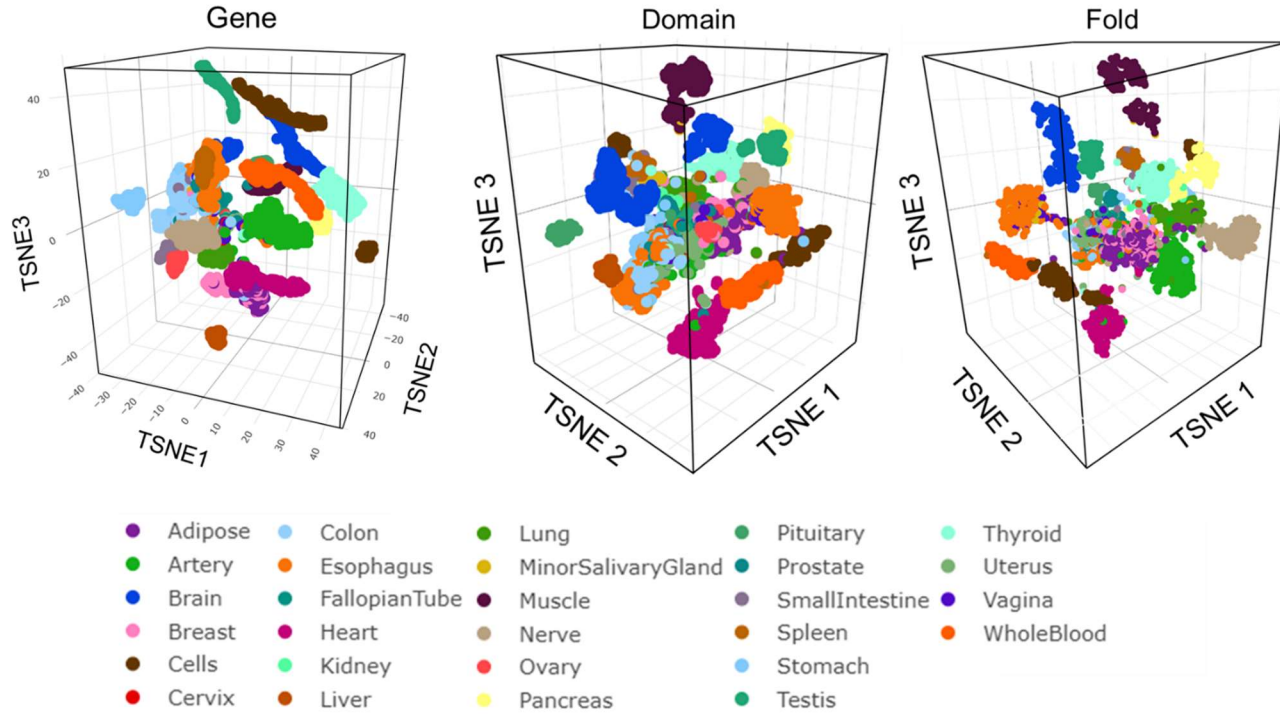 Gene
Domain
Fold
40
20
0
−20
−40
TSNE3
−40
−30
−20
−10
0
10
20
30
40
TSNE1
−40
−20
0
20
40
TSNE2
TSNE 3
TSNE 2
TSNE 1
TSNE 3
TSNE 2
TSNE 1
Adipose
Artery
Brain
Breast
Cells
Cervix
Colon
Esophagus
FallopianTube
Heart
Kidney
Liver
Lung
MinorSalivaryGland
Muscle
Nerve
Ovary
Pancreas
Pituitary
Prostate
SmallIntestine
Spleen
Stomach
Testis
Thyroid
Uterus
Vagina
WholeBlood